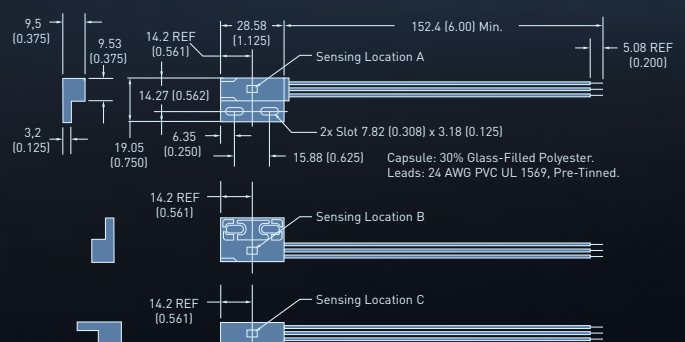 9,5
(0.375)
9.53
(0.375)
14.2 REF
(0.561)
28.58
(1.125)
152.4 (6.00) Min.
5.08 REF
(0.200)
Sensing Location A
14.27 (0.562)
3,2
(0.125)
19.05
(0.750)
6.35
(0.250)
2x Slot 7.82 (0.308) x 3.18 (0.125)
15.88 (0.625)
Capsule: 30% Glass-Filled Polyester.
Leads: 24 AWG PVC UL 1569, Pre-Tinned.
14.2 REF
(0.561)
Sensing Location B
14.2 REF
(0.561)
Sensing Location C